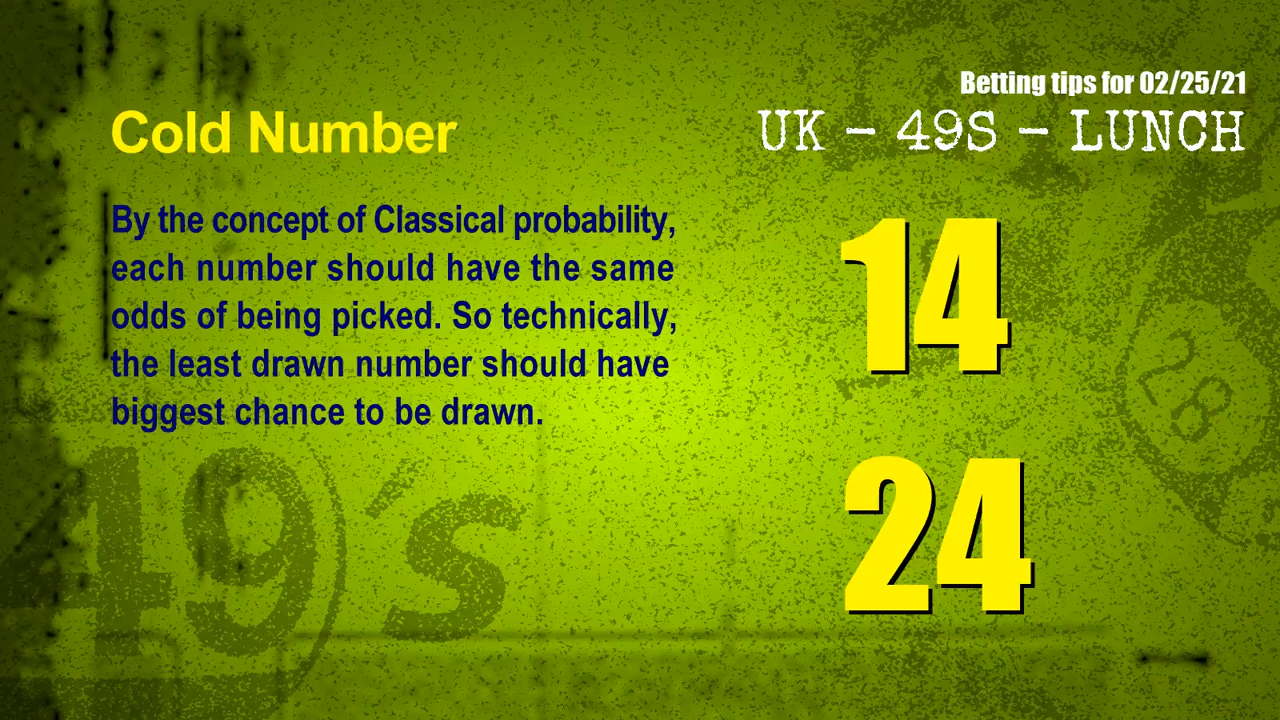 Betting tips for 02/25/21
UK - 49S - LUNCH
Cold Number
By the concept of Classical probability,
each number should have the same
odds of being picked. So technically,
the least drawn number should have
biggest chance to be drawn.
14
24
28
49's